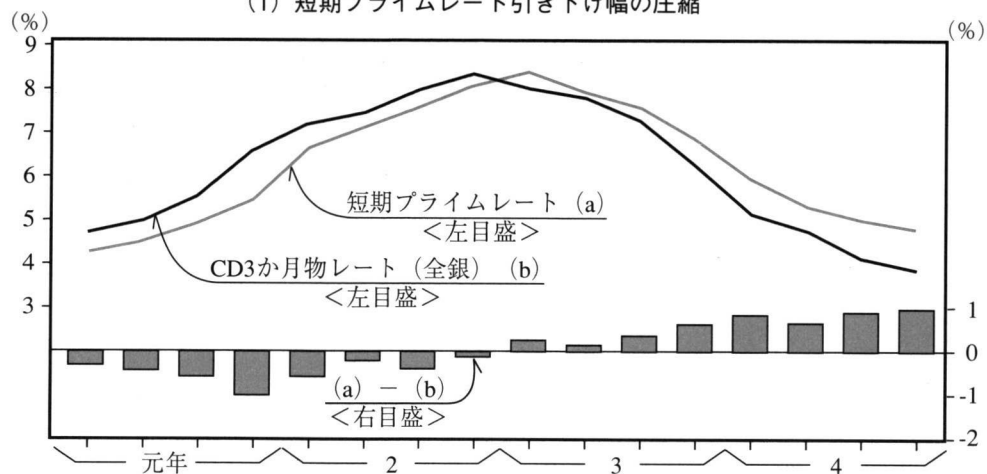 (1) 短期プライムレート引き下げ幅の圧縮
(%)
(%)
9
8
7
6
5
4
3
短期プライムレート (a)
<左目盛>
CD3か月物レート (全銀) (b)
<左目盛>
1
0
-1
-2
(a) − (b)
<右目盛>
元年
2
3
4